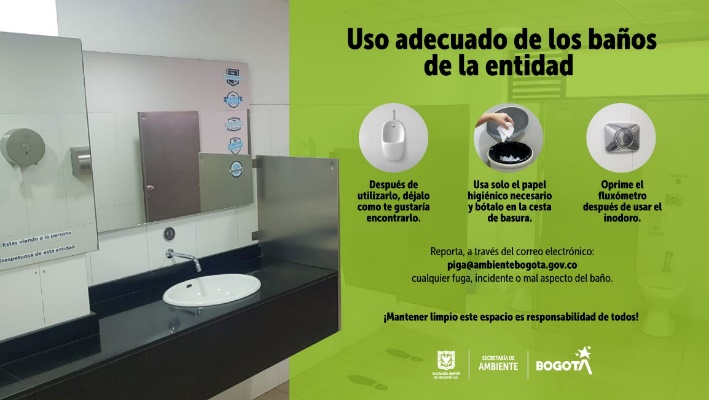 Uso adecuado de los baños
de la entidad
Después de
utilizarlo, déjalo
como te gustaría
encontrarlo.
Usa solo el papel
higiénico necesario
y bótalo en la cesta
de basura.
Oprime el
fluxómetro
después de usar el
inodoro.
Reporta, a través del correo electrónico:
piga@ambientebogota.gov.co
cualquier fuga, incidente o mal aspecto del baño.
¡Mantener limpio este espacio es responsabilidad de todos!
ALCALDÍA MAYOR
DE BOGOTÁ D.C.
SECRETARÍA DE
AMBIENTE
BOGOTÁ
¡Estás viendo a la persona
respetuosa de esta entidad